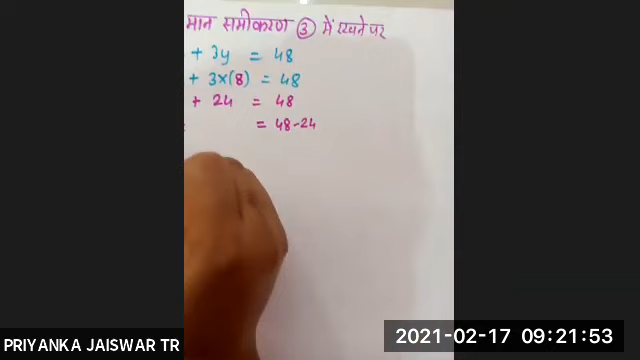 मान समीकरण ③ में रखने पर
+ 3y = 48
+ 3×(8) = 48
+ 24 = 48
= 48-24
PRIYANKA JAISWAR TR
2021-02-17 09:21:53